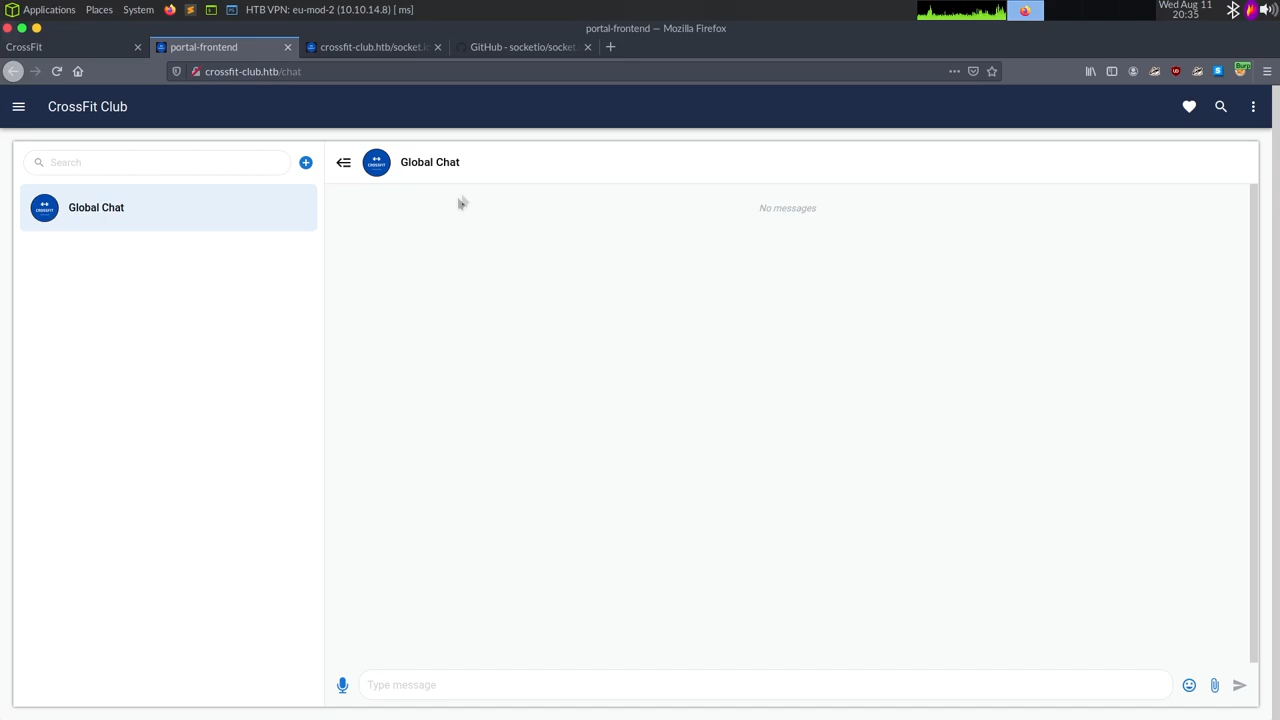 Applications Places System HTB VPN: eu-mod-2 (10.10.14.8) [ ms] Wed Aug 11
20:35
portal-frontend — Mozilla Firefox
CrossFit portal-frontend crossfit-club.htb/socket.i GitHub - socketio/socket.
crossfit-club.htb/chat Burp
CrossFit Club
Search
Global Chat
Global Chat
No messages
Type message